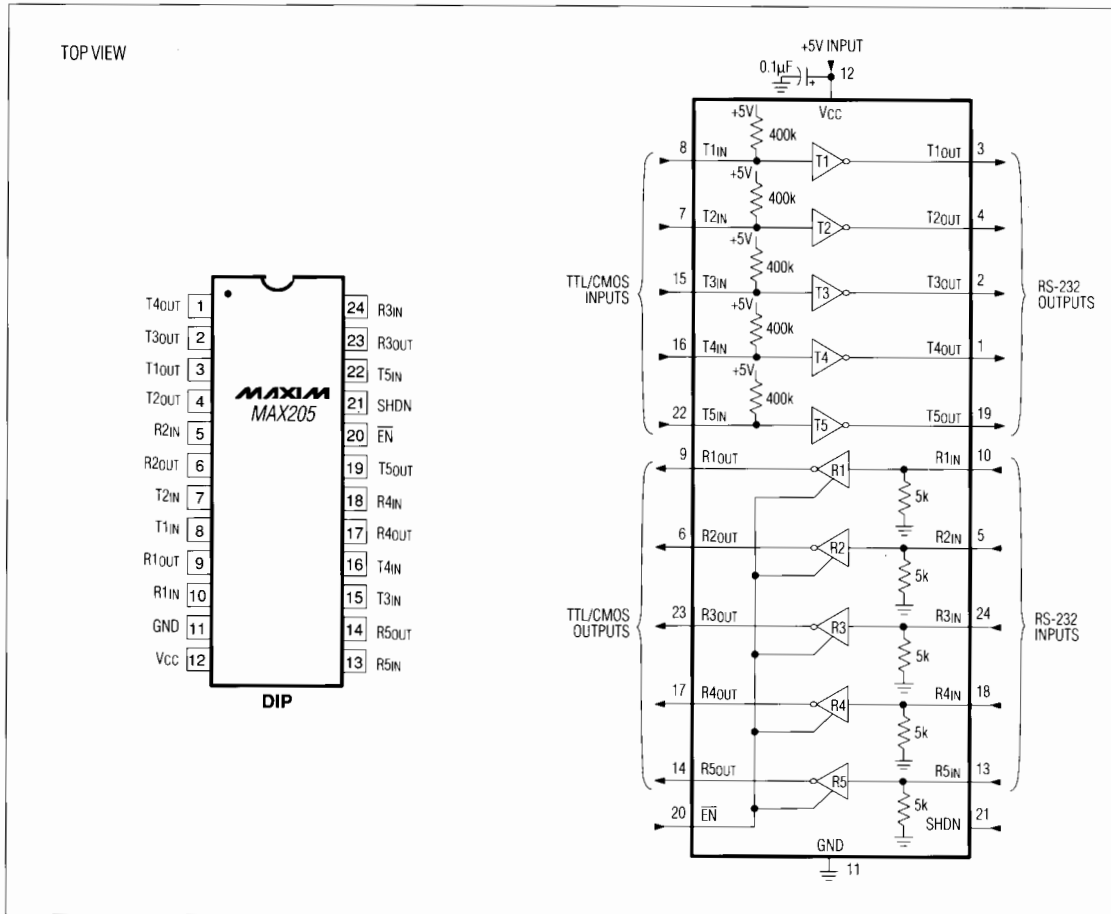 TOP VIEW
T4OUT 1
T3OUT 2
T1OUT 3
T2OUT 4
R2IN 5
R2OUT 6
T2IN 7
T1IN 8
R1OUT 9
R1IN 10
GND 11
VCC 12
MAXIM
MAX205
24 R3IN
23 R3OUT
22 T5IN
21 SHDN
20 E̅N̅
19 T5OUT
18 R4IN
17 R4OUT
16 T4IN
15 T3IN
14 R5OUT
13 R5IN
DIP
+5V INPUT
0.1µF
+
12
VCC
+5V
400k
8 T1IN T1 T1OUT 3
+5V
400k
7 T2IN T2 T2OUT 4
+5V
400k
15 T3IN T3 T3OUT 2
+5V
400k
16 T4IN T4 T4OUT 1
+5V
400k
22 T5IN T5 T5OUT 19
TTL/CMOS
INPUTS
RS-232
OUTPUTS
9 R1OUT R1 R1IN 10
5k
6 R2OUT R2 R2IN 5
5k
23 R3OUT R3 R3IN 24
5k
17 R4OUT R4 R4IN 18
5k
14 R5OUT R5 R5IN 13
5k
TTL/CMOS
OUTPUTS
RS-232
INPUTS
20 E̅N̅
SHDN 21
GND
11